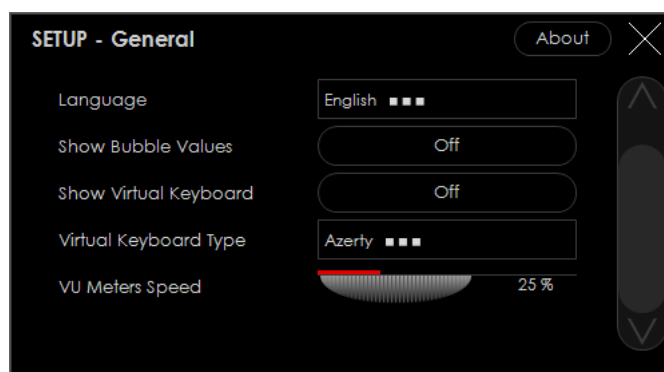 SETUP - General About
Language English
Show Bubble Values Off
Show Virtual Keyboard Off
Virtual Keyboard Type Azerty
VU Meters Speed 25 %